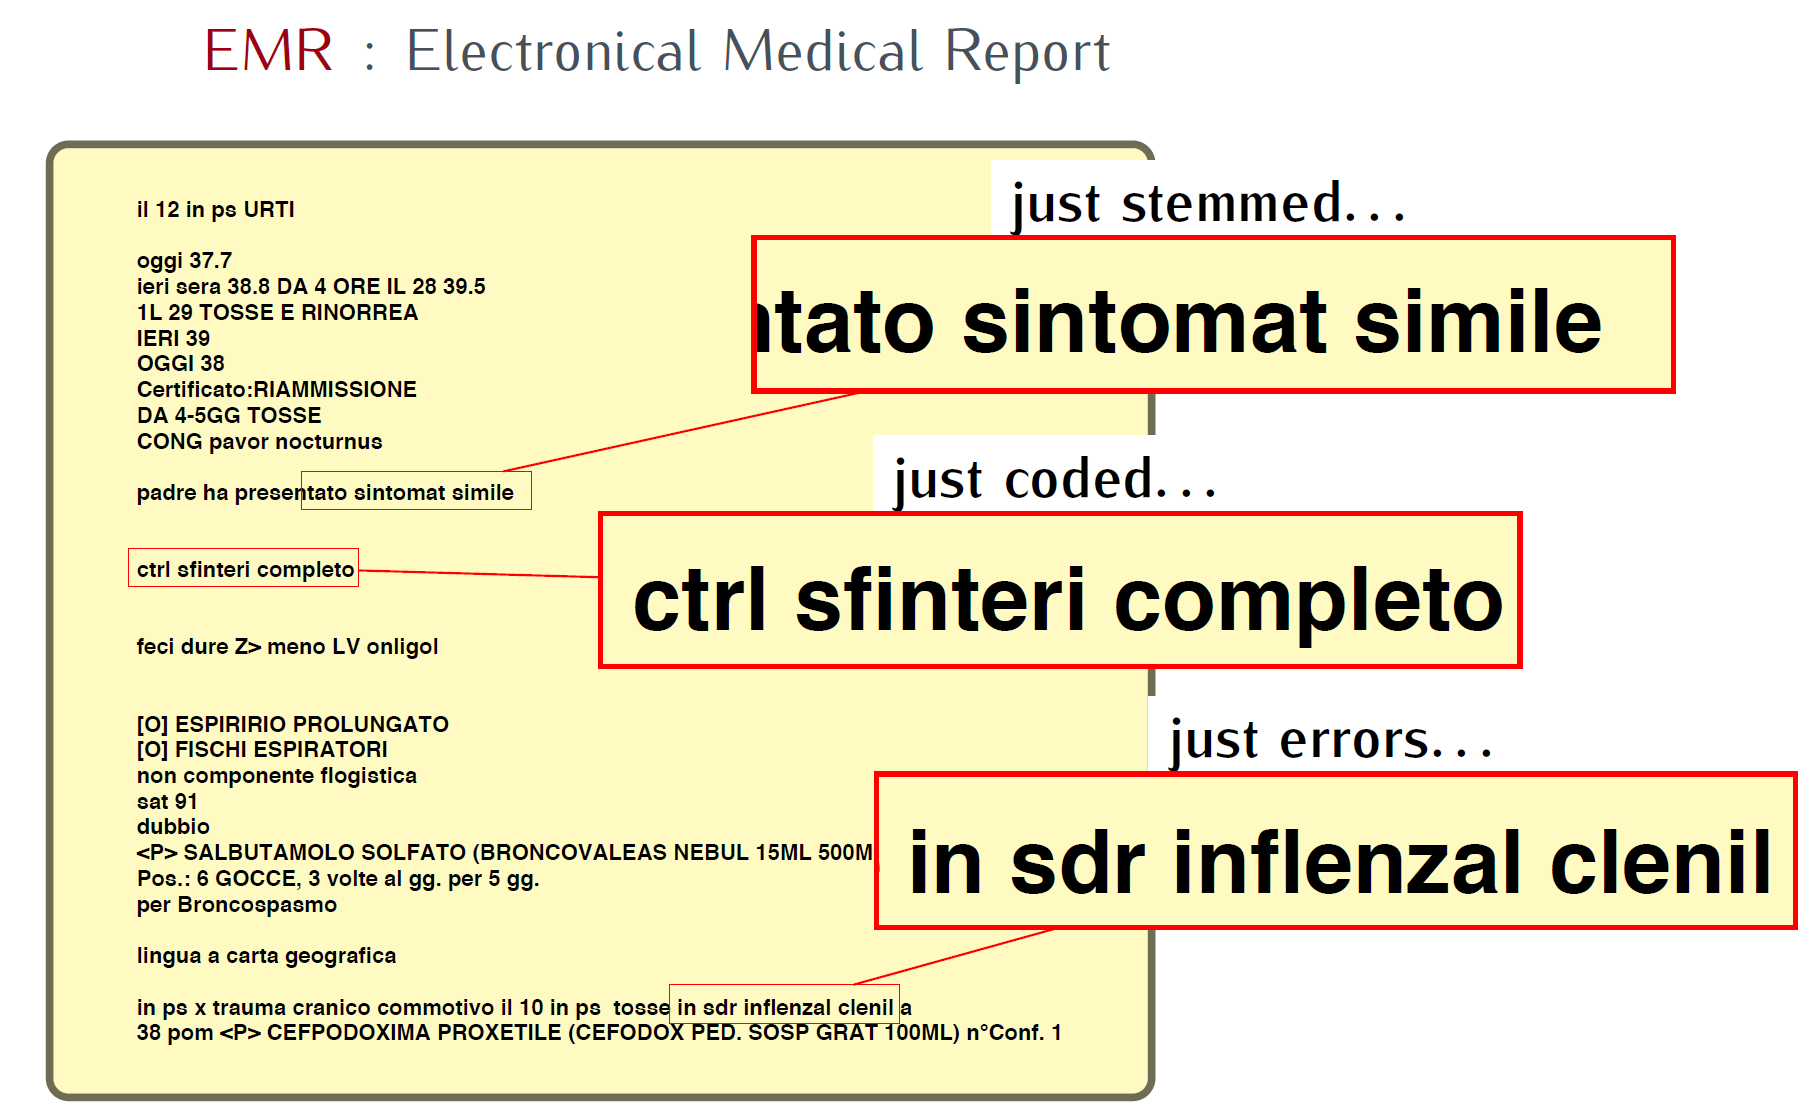 EMR : Electronical Medical Report
il 12 in ps URTI
oggi 37.7
ieri sera 38.8 DA 4 ORE IL 28 39.5
1L 29 TOSSE E RINORREA
IERI 39
OGGI 38
Certificato:RIAMMISSIONE
DA 4-5GG TOSSE
CONG pavor nocturnus
padre ha presentato sintomat simile
ctrl sfinteri completo
feci dure Z> meno LV onligol
[O] ESPIRIRIO PROLUNGATO
[O] FISCHI ESPIRATORI
non componente flogistica
sat 91
dubbio
<P> SALBUTAMOLO SOLFATO (BRONCOVALEAS NEBUL 15ML 500M
Pos.: 6 GOCCE, 3 volte al gg. per 5 gg.
per Broncospasmo
lingua a carta geografica
in ps x trauma cranico commotivo il 10 in ps  tosse in sdr inflenzal clenil a
38 pom <P> CEFPODOXIMA PROXETILE (CEFODOX PED. SOSP GRAT 100ML) n°Conf. 1
just stemmed...
ntato sintomat simile
just coded...
ctrl sfinteri completo
just errors...
in sdr inflenzal clenil